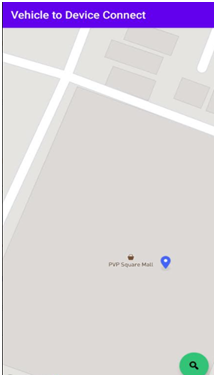 Vehicle to Device Connect
PVP Square Mall